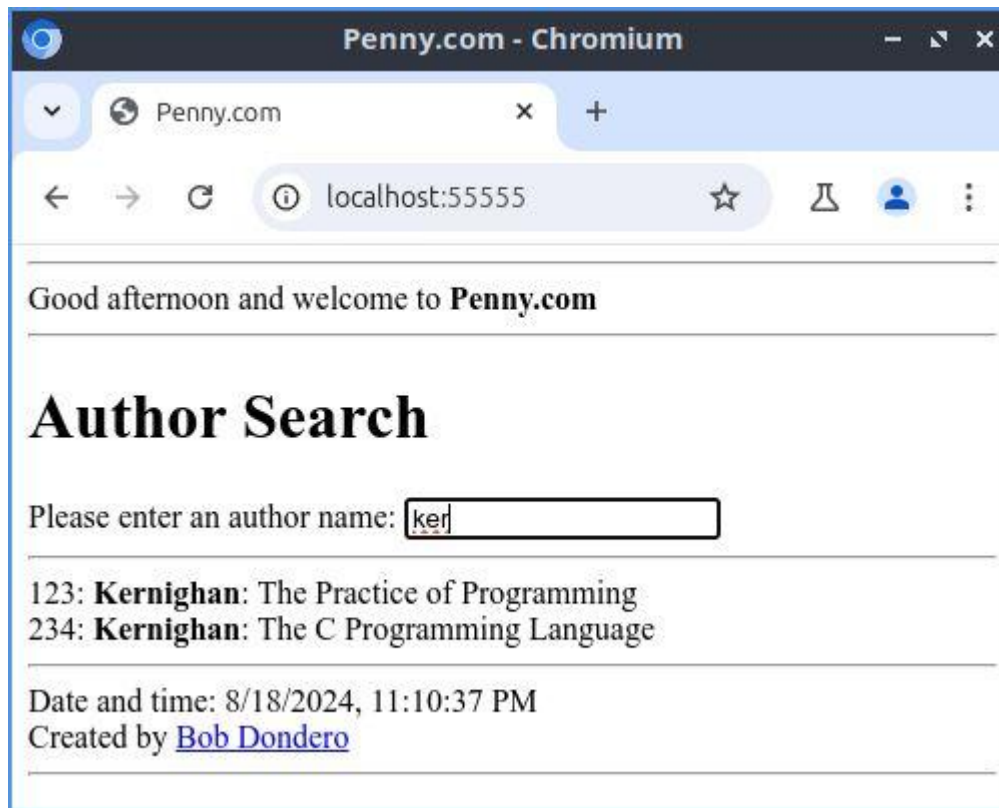 Penny.com - Chromium
Penny.com
localhost:55555
Good afternoon and welcome to Penny.com
Author Search
Please enter an author name: ker
123: Kernighan: The Practice of Programming
234: Kernighan: The C Programming Language
Date and time: 8/18/2024, 11:10:37 PM
Created by Bob Dondero